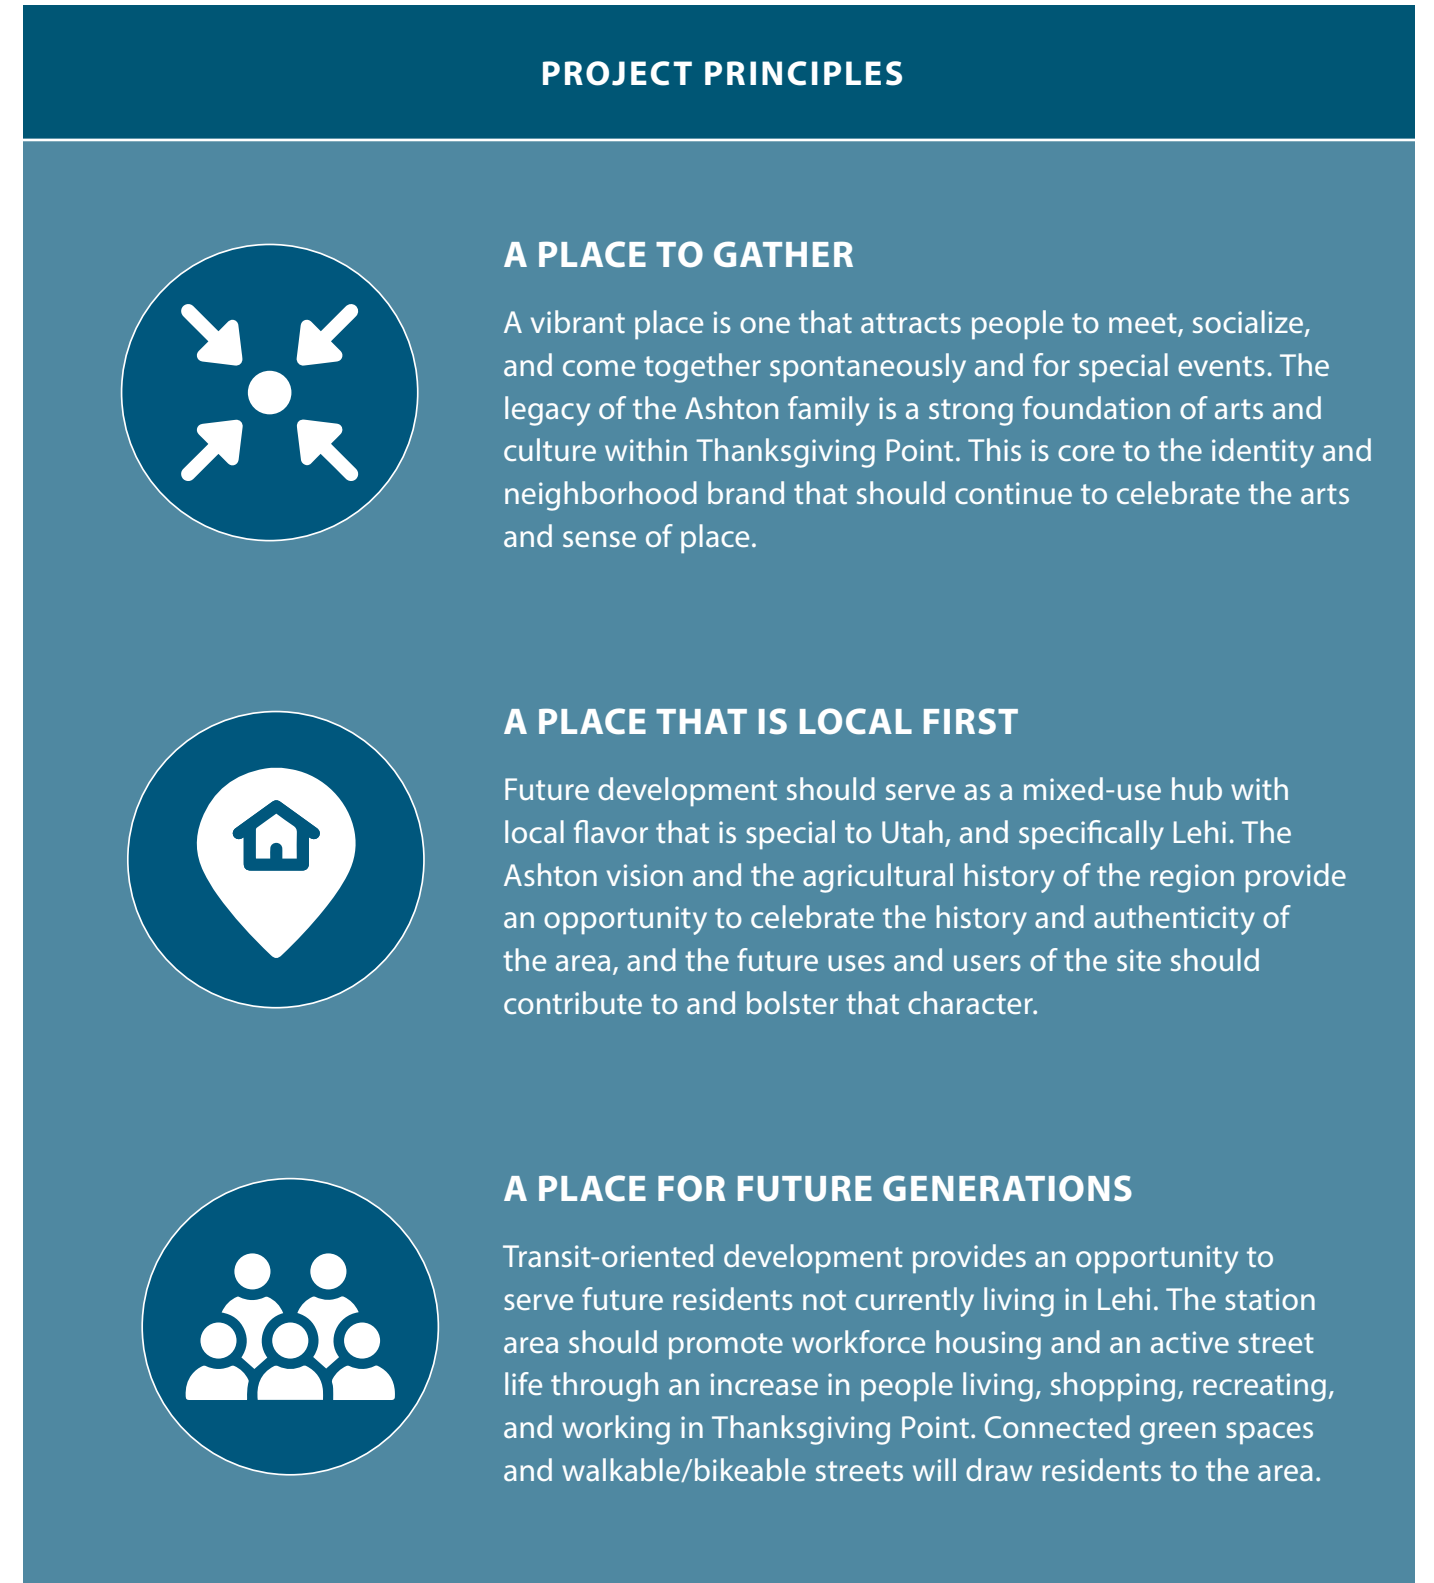 PROJECT PRINCIPLES
A PLACE TO GATHER
A vibrant place is one that attracts people to meet, socialize,
and come together spontaneously and for special events. The
legacy of the Ashton family is a strong foundation of arts and
culture within Thanksgiving Point. This is core to the identity and
neighborhood brand that should continue to celebrate the arts
and sense of place.
A PLACE THAT IS LOCAL FIRST
Future development should serve as a mixed-use hub with
local flavor that is special to Utah, and specifically Lehi. The
Ashton vision and the agricultural history of the region provide
an opportunity to celebrate the history and authenticity of
the area, and the future uses and users of the site should
contribute to and bolster that character.
A PLACE FOR FUTURE GENERATIONS
Transit-oriented development provides an opportunity to
serve future residents not currently living in Lehi. The station
area should promote workforce housing and an active street
life through an increase in people living, shopping, recreating,
and working in Thanksgiving Point. Connected green spaces
and walkable/bikeable streets will draw residents to the area.